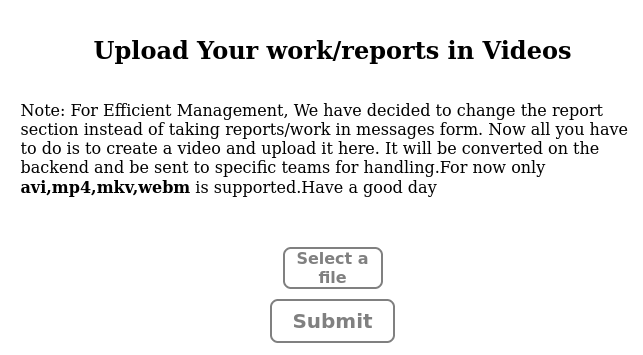 Upload Your work/reports in Videos
Note: For Efficient Management, We have decided to change the report
section instead of taking reports/work in messages form. Now all you have
to do is to create a video and upload it here. It will be converted on the
backend and be sent to specific teams for handling.For now only
avi,mp4,mkv,webm is supported.Have a good day
Select a
file
Submit